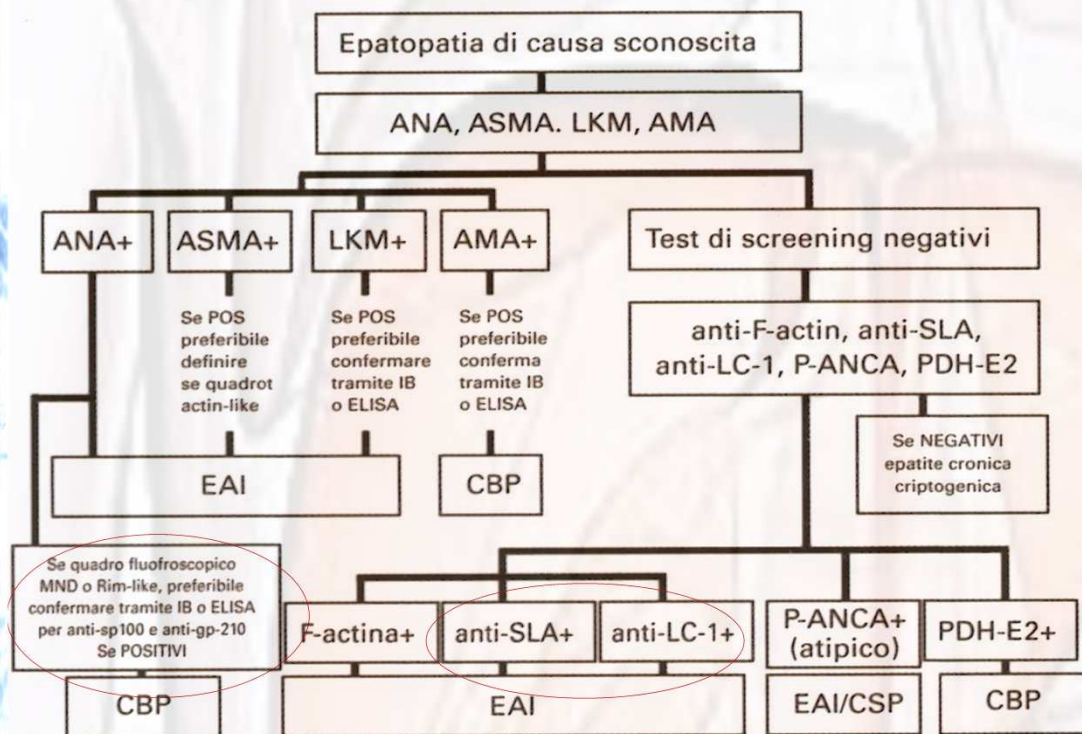 Epatopatia di causa sconoscita
ANA, ASMA. LKM, AMA
ANA+
ASMA+
LKM+
AMA+
Test di screening negativi
Se POS
preferibile
definire
se quadrot
actin-like
Se POS
preferibile
confermare
tramite IB
o ELISA
Se POS
preferibile
conferma
tramite IB
o ELISA
anti-F-actin, anti-SLA,
anti-LC-1, P-ANCA, PDH-E2
Se NEGATIVI
epatite cronica
criptogenica
EAI
CBP
Se quadro fluofroscopico
MND o Rim-like, preferibile
confermare tramite IB o ELISA
per anti-sp100 e anti-gp-210
Se POSITIVI
F-actina+
anti-SLA+
anti-LC-1+
P-ANCA+
(atipico)
PDH-E2+
CBP
EAI
EAI/CSP
CBP